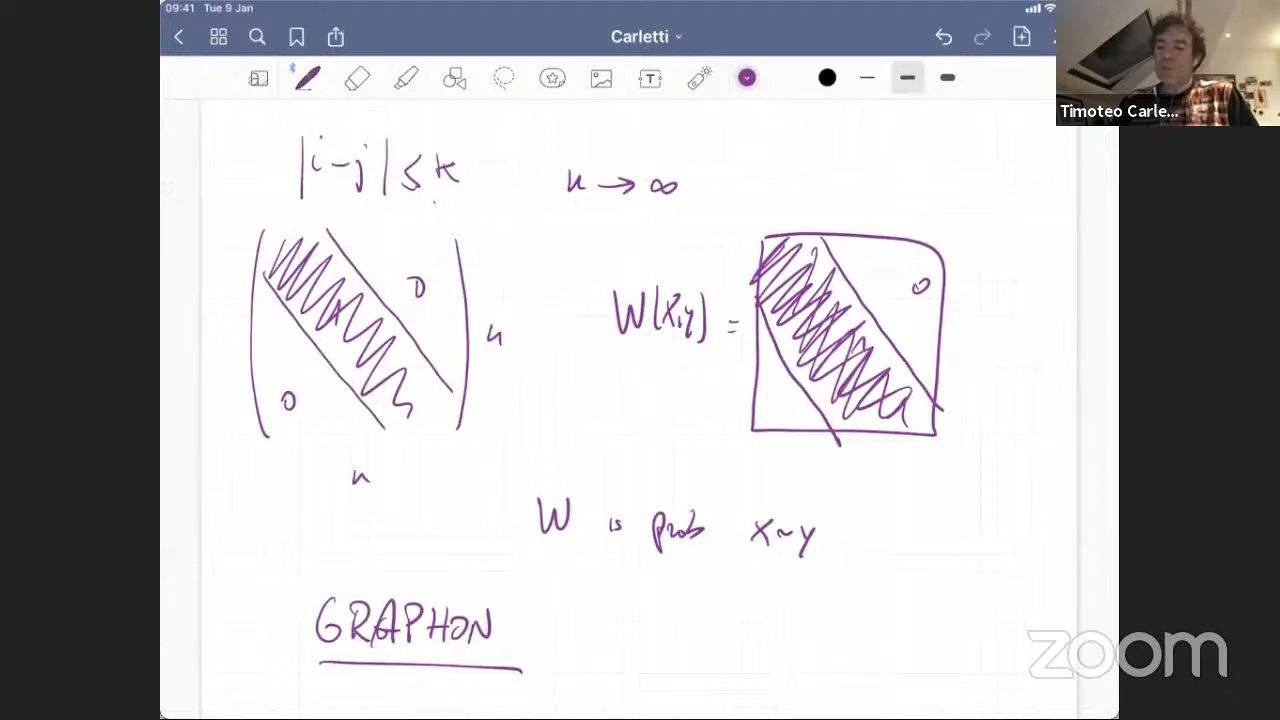 09:41 Tue 9 Jan
Carletti
Timoteo Carle...
|i-j| ≤ k
n → ∞
0
0
n
n
W(x,y) =
0
W is prob x~y
GRAPHON
zoom